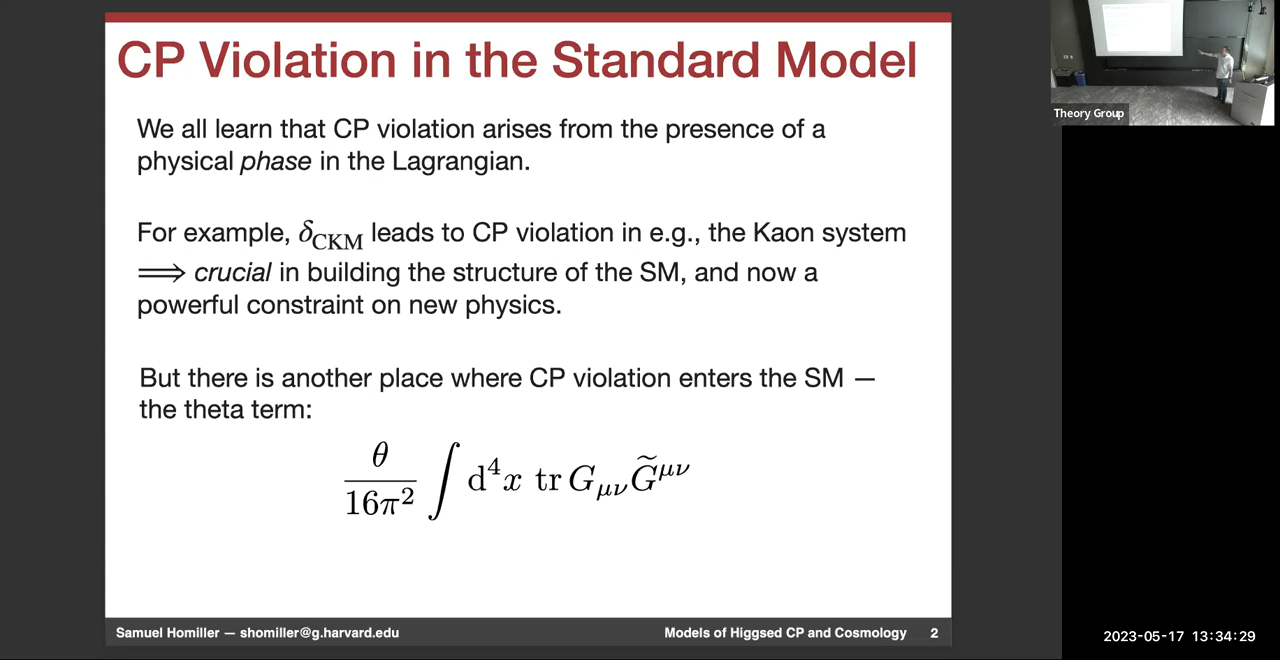 CP Violation in the Standard Model
We all learn that CP violation arises from the presence of a
physical phase in the Lagrangian.
For example, δ_CKM leads to CP violation in e.g., the Kaon system
⟹ crucial in building the structure of the SM, and now a
powerful constraint on new physics.
But there is another place where CP violation enters the SM —
the theta term:
θ/16π² ∫ d⁴x tr G_μν G̃^μν
Samuel Homiller — shomiller@g.harvard.edu
Models of Higgsed CP and Cosmology 2
Theory Group
2023-05-17 13:34:29